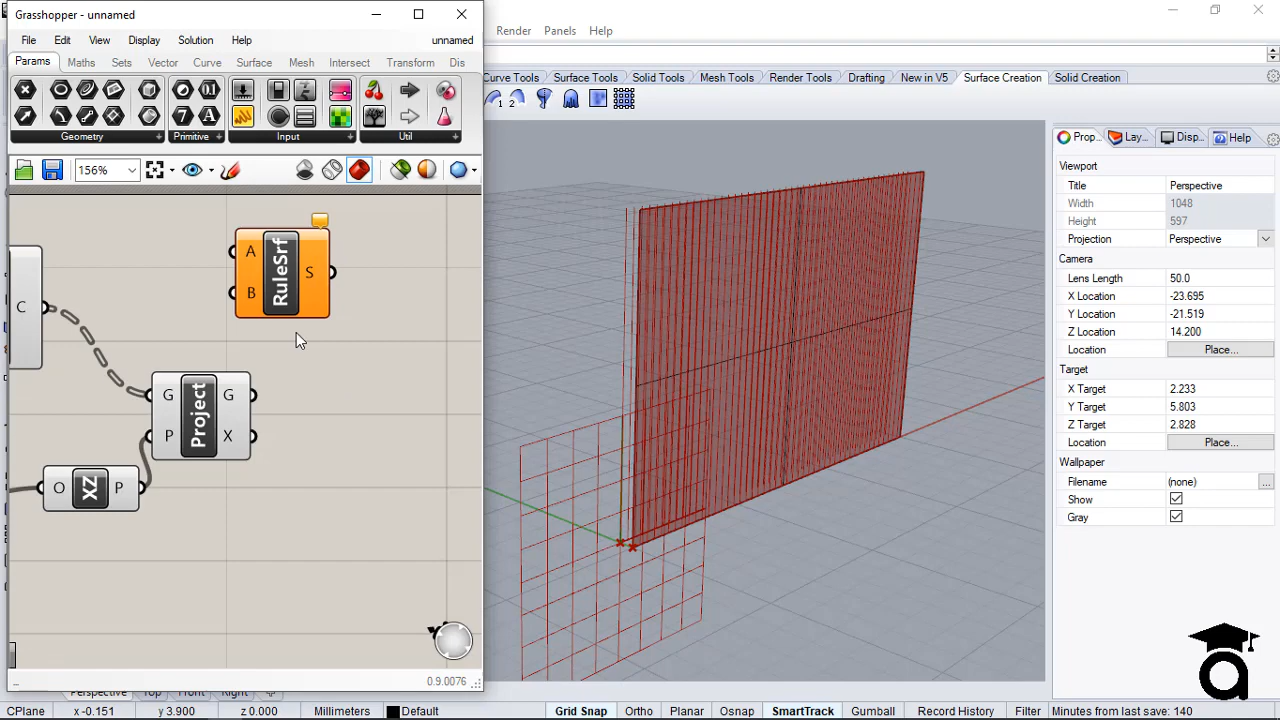 Grasshopper - unnamed
File Edit View Display Solution Help unnamed
Params Maths Sets Vector Curve Surface Mesh Intersect Transform Dis
Geometry Primitive Input Util
156%
A
B
RuleSrf
S
C
G
P
Project
G
X
O
XZ
P
0.9.0076
Render Panels Help
Curve Tools Surface Tools Solid Tools Mesh Tools Render Tools Drafting New in V5 Surface Creation Solid Creation
Prop... Lay... Disp... Help
Viewport
Title Perspective
Width 1048
Height 597
Projection Perspective
Camera
Lens Length 50.0
X Location -23.695
Y Location -21.519
Z Location 14.200
Location Place...
Target
X Target 2.233
Y Target 5.803
Z Target 2.828
Location Place...
Wallpaper
Filename (none) ...
Show
Gray
Perspective Top Front Right
CPlane x -0.151 y 3.900 z 0.000 Millimeters Default Grid Snap Ortho Planar Osnap SmartTrack Gumball Record History Filter Minutes from last save: 140